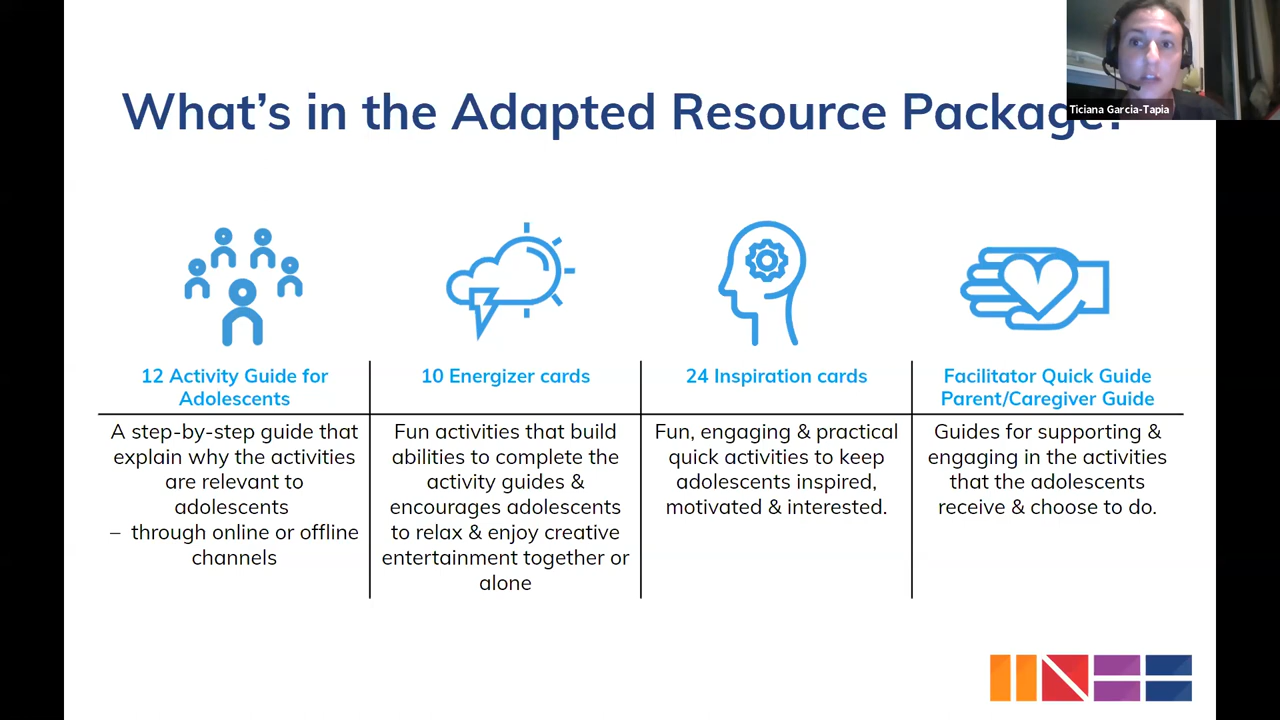 What's in the Adapted Resource Package?
Ticiana Garcia-Tapia
12 Activity Guide for
Adolescents
A step-by-step guide that
explain why the activities
are relevant to
adolescents
– through online or offline
channels
10 Energizer cards
Fun activities that build
abilities to complete the
activity guides &
encourages adolescents
to relax & enjoy creative
entertainment together or
alone
24 Inspiration cards
Fun, engaging & practical
quick activities to keep
adolescents inspired,
motivated & interested.
Facilitator Quick Guide
Parent/Caregiver Guide
Guides for supporting &
engaging in the activities
that the adolescents
receive & choose to do.
INEE